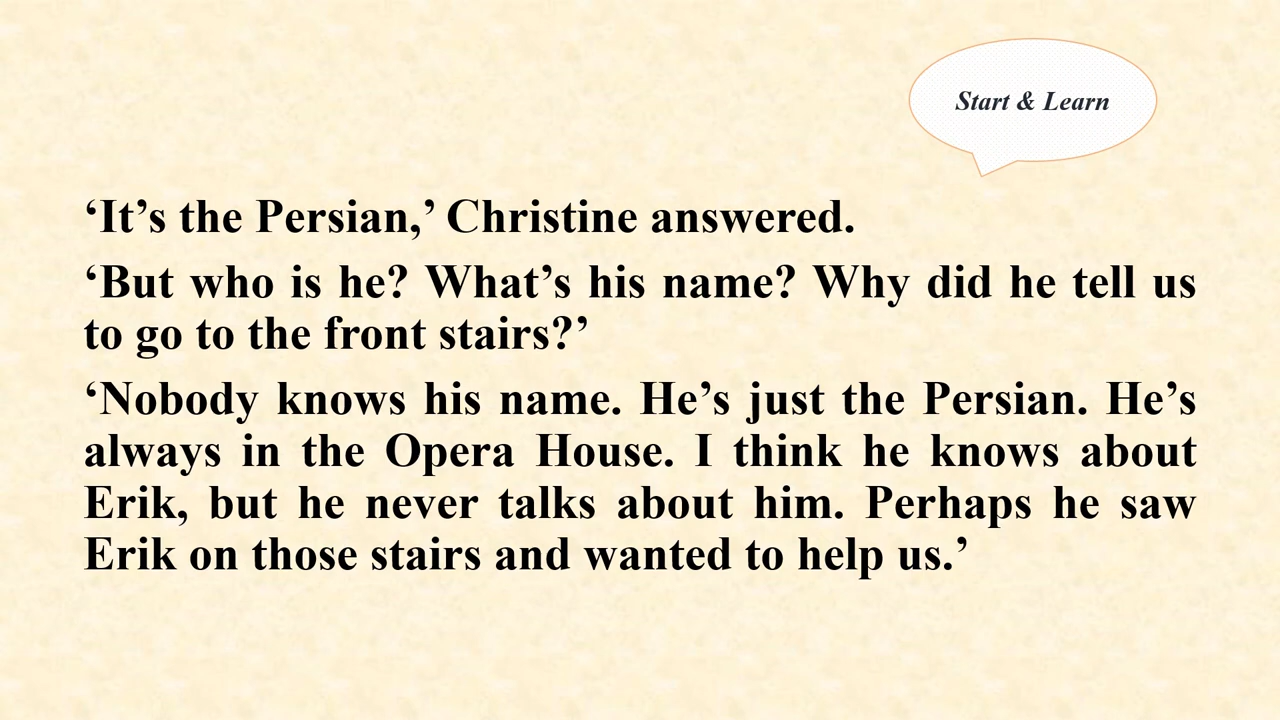 Start & Learn
‘It’s the Persian,’ Christine answered.
‘But who is he? What’s his name? Why did he tell us
to go to the front stairs?’
‘Nobody knows his name. He’s just the Persian. He’s
always in the Opera House. I think he knows about
Erik, but he never talks about him. Perhaps he saw
Erik on those stairs and wanted to help us.’